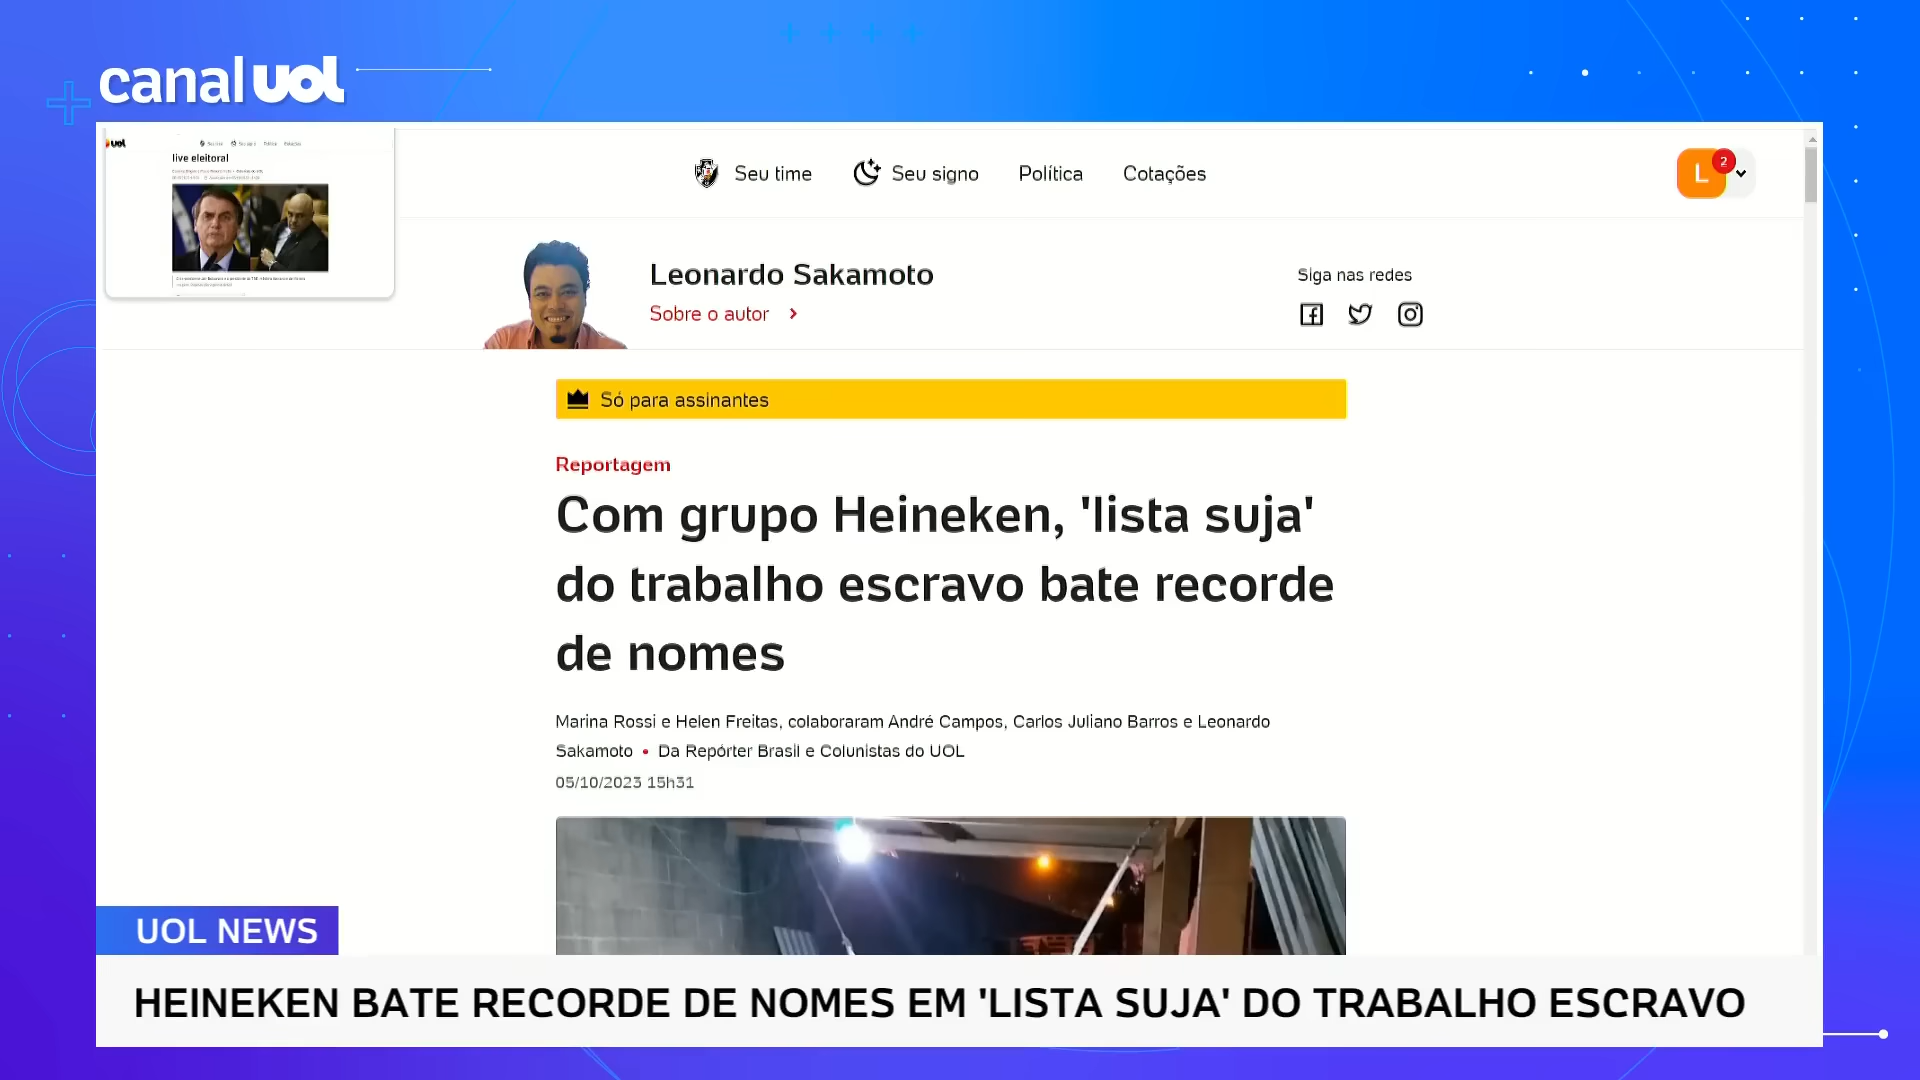 canal uol
uol
live eleitoral
Seu time
Seu signo
Política
Cotações
L
2
Leonardo Sakamoto
Sobre o autor
Siga nas redes
Só para assinantes
Reportagem
Com grupo Heineken, 'lista suja'
do trabalho escravo bate recorde
de nomes
Marina Rossi e Helen Freitas, colaboraram André Campos, Carlos Juliano Barros e Leonardo
Sakamoto • Da Repórter Brasil e Colunistas do UOL
05/10/2023 15h31
UOL NEWS
HEINEKEN BATE RECORDE DE NOMES EM 'LISTA SUJA' DO TRABALHO ESCRAVO